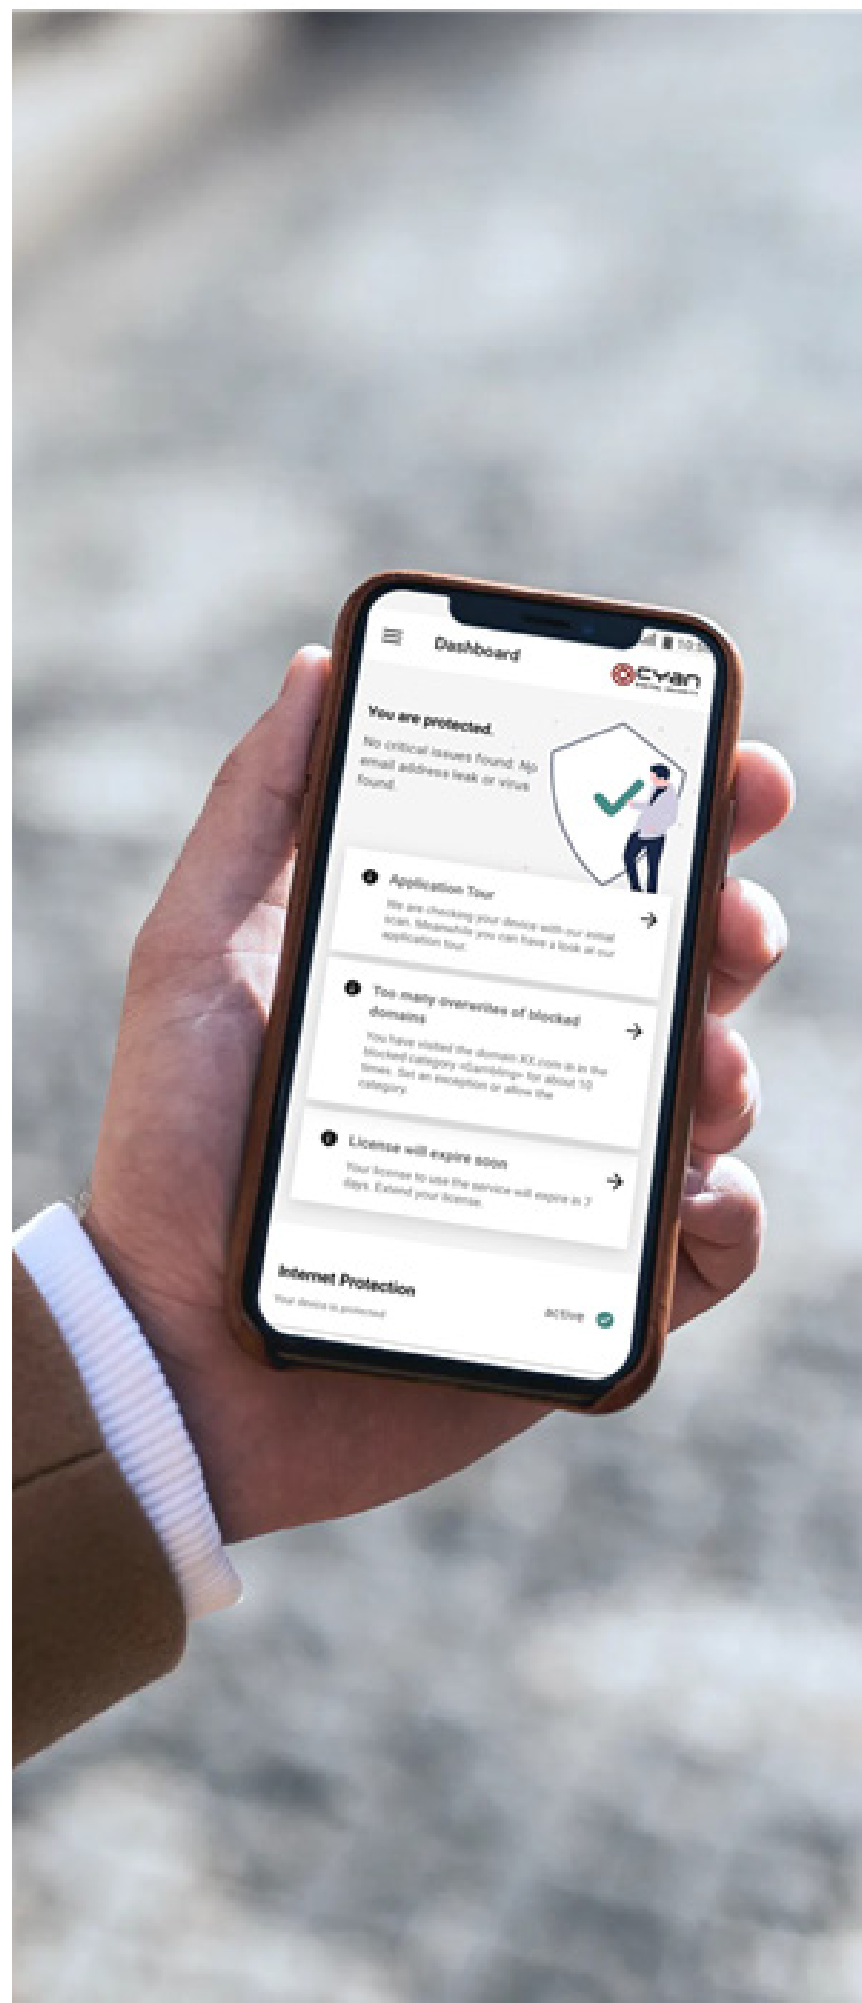 Dashboard
cyan
You are protected.
No critical issues found. No
email address leak or virus
found.
Application Tour
We are checking your device with our initial
scan. Meanwhile you can have a look at our
application tour.
Too many overwrites of blocked
domains
You have visited the domain XX.com in in the
blocked category «Gambling» for about 10
times. Set an exception or allow the
category.
License will expire soon
Your license to use the service will expire in 7
days. Extend your license.
Internet Protection
active
Your device is protected